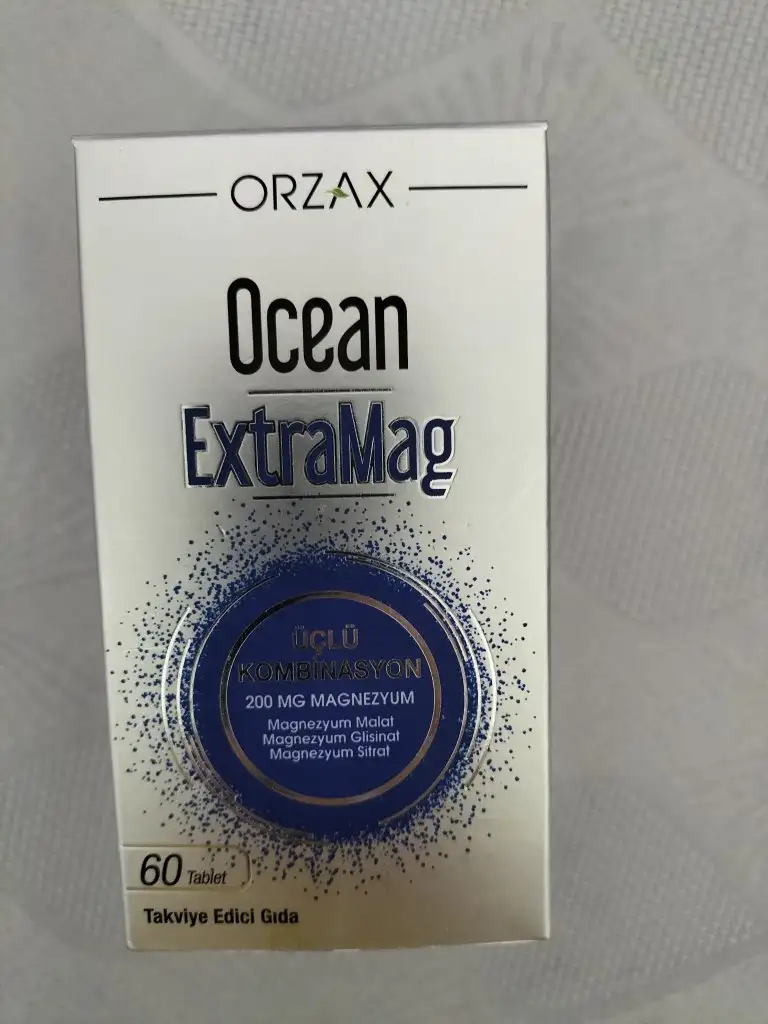 ORZAX
Ocean
ExtraMag
ÜÇLÜ
KOMBİNASYON
200 MG MAGNEZYUM
Magnezyum Malat
Magnezyum Glisinat
Magnezyum Sitrat
60 Tablet
Takviye Edici Gıda